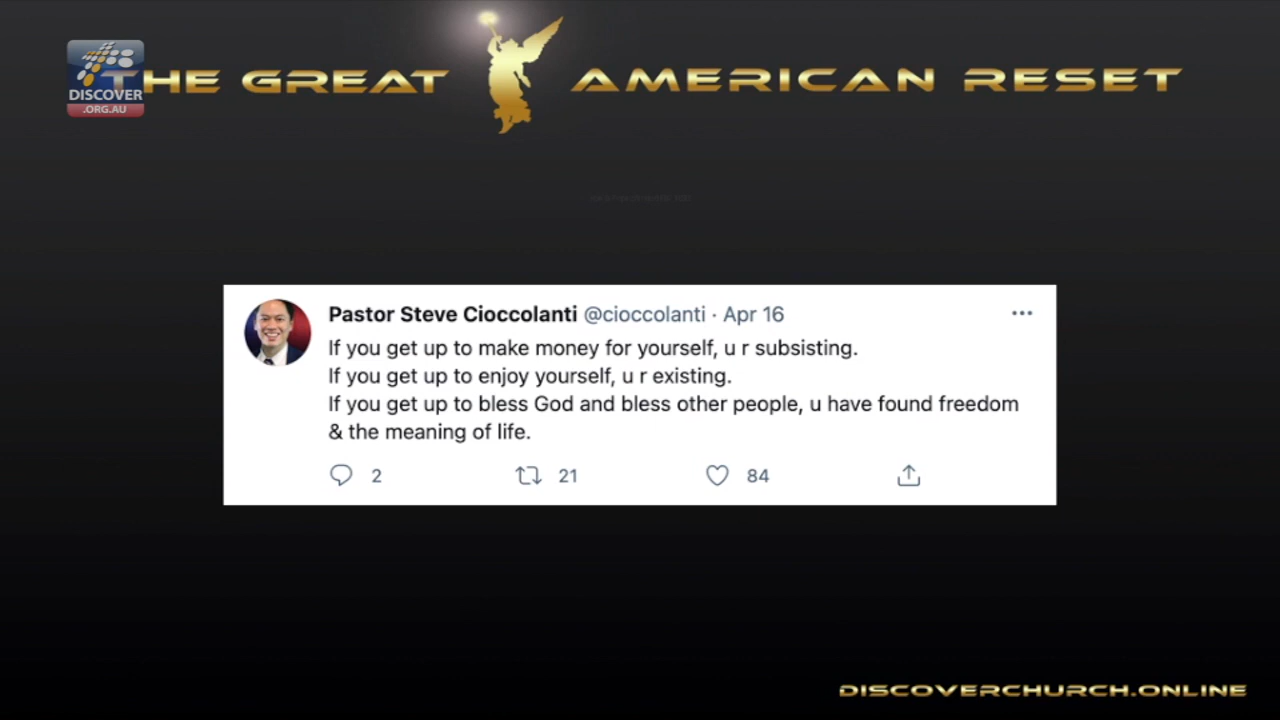 THE GREAT AMERICAN RESET
DISCOVER
.ORG.AU
Pastor Steve Cioccolanti @cioccolanti · Apr 16
If you get up to make money for yourself, u r subsisting.
If you get up to enjoy yourself, u r existing.
If you get up to bless God and bless other people, u have found freedom
& the meaning of life.
2 21 84
DISCOVERCHURCH.ONLINE